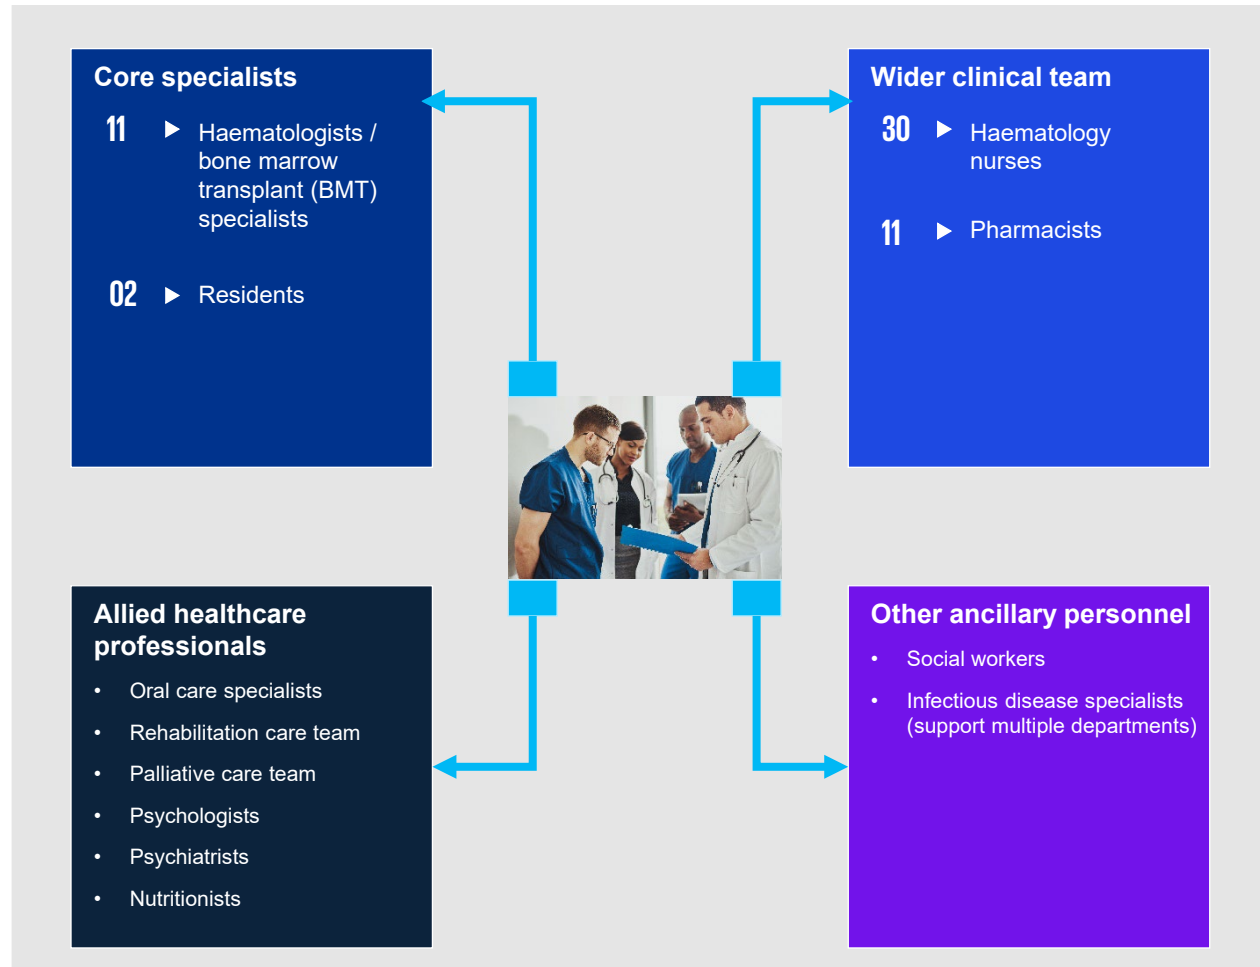 Core specialists
11 Haematologists /
bone marrow
transplant (BMT)
specialists
02 Residents
Wider clinical team
30 Haematology
nurses
11 Pharmacists
Allied healthcare
professionals
• Oral care specialists
• Rehabilitation care team
• Palliative care team
• Psychologists
• Psychiatrists
• Nutritionists
Other ancillary personnel
• Social workers
• Infectious disease specialists
(support multiple departments)